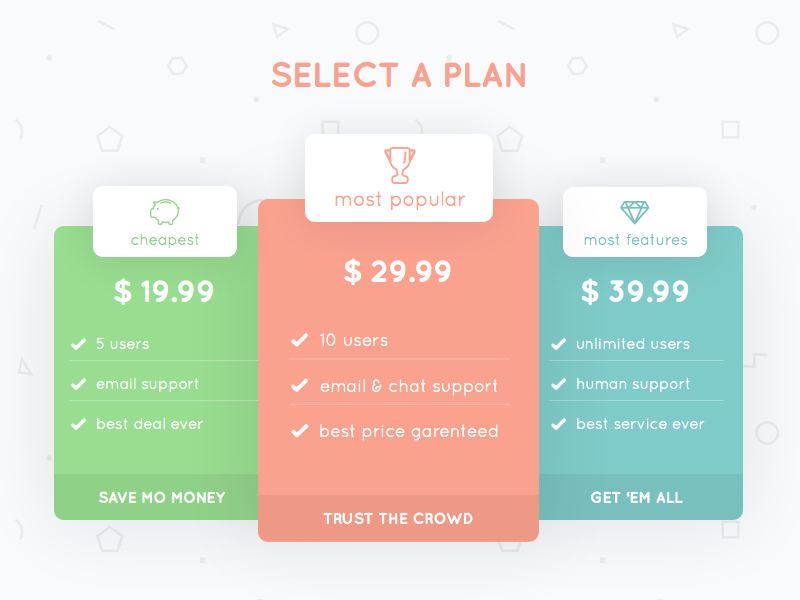 SELECT A PLAN
cheapest
$ 19.99
5 users
email support
best deal ever
SAVE MO MONEY
most popular
$ 29.99
10 users
email & chat support
best price garenteed
TRUST THE CROWD
most features
$ 39.99
unlimited users
human support
best service ever
GET ‘EM ALL